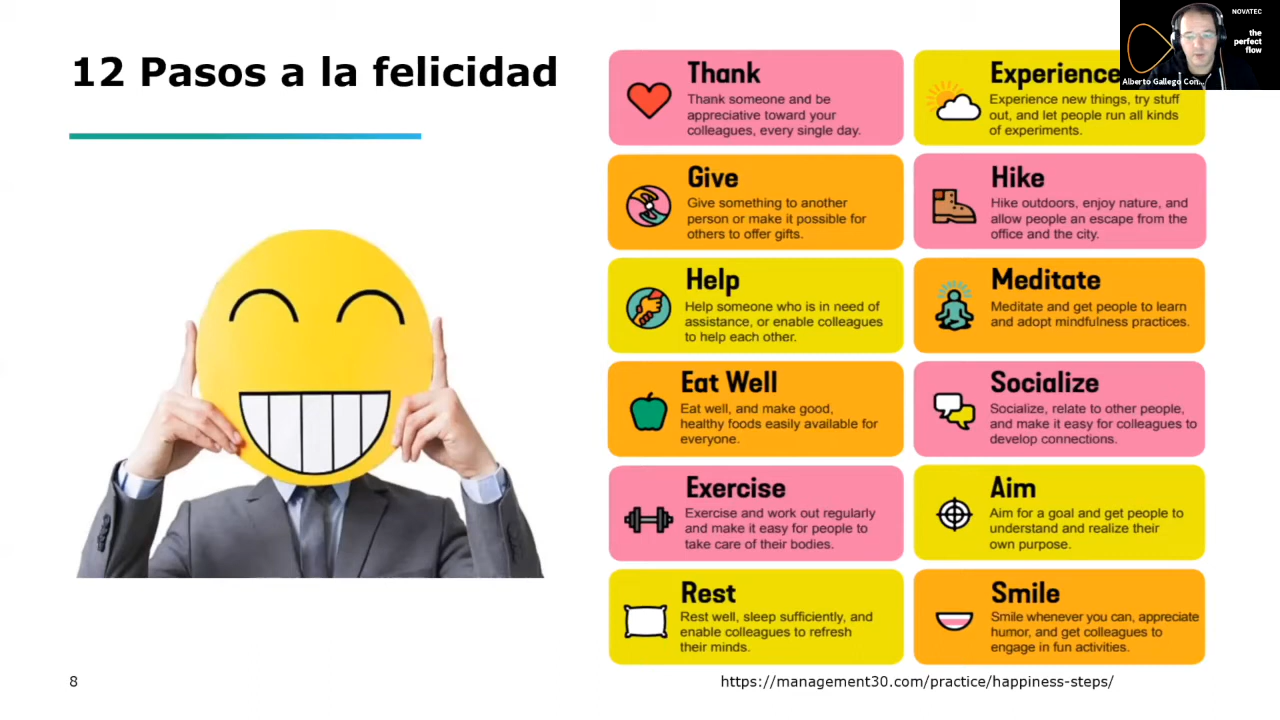 12 Pasos a la felicidad
Thank
Thank someone and be
appreciative toward your
colleagues, every single day.
Experience
Experience new things, try stuff
out, and let people run all kinds
of experiments.
Give
Give something to another
person or make it possible for
others to offer gifts.
Hike
Hike outdoors, enjoy nature, and
allow people an escape from the
office and the city.
Help
Help someone who is in need of
assistance, or enable colleagues
to help each other.
Meditate
Meditate and get people to learn
and adopt mindfulness practices.
Eat Well
Eat well, and make good,
healthy foods easily available for
everyone.
Socialize
Socialize, relate to other people,
and make it easy for colleagues to
develop connections.
Exercise
Exercise and work out regularly
and make it easy for people to
take care of their bodies.
Aim
Aim for a goal and get people to
understand and realize their
own purpose.
Rest
Rest well, sleep sufficiently, and
enable colleagues to refresh
their minds.
Smile
Smile whenever you can, appreciate
humor, and get colleagues to
engage in fun activities.
8
https://management30.com/practice/happiness-steps/
NOVATEC
the
perfect
flow
Alberto Gallego Con...